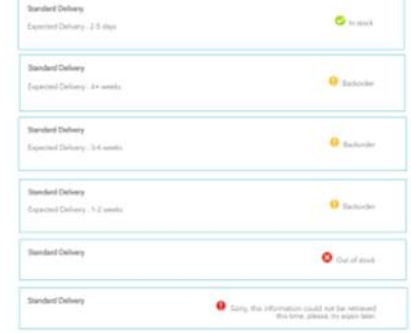 Standard Delivery
Expected Delivery : 2-5 days
In stock
Standard Delivery
Expected Delivery : 4+ weeks
Backorder
Standard Delivery
Expected Delivery : 3-4 weeks
Backorder
Standard Delivery
Expected Delivery : 1-2 weeks
Backorder
Standard Delivery
Out of stock
Standard Delivery
Sorry, this information could not be retrieved
this time, please, try again later.